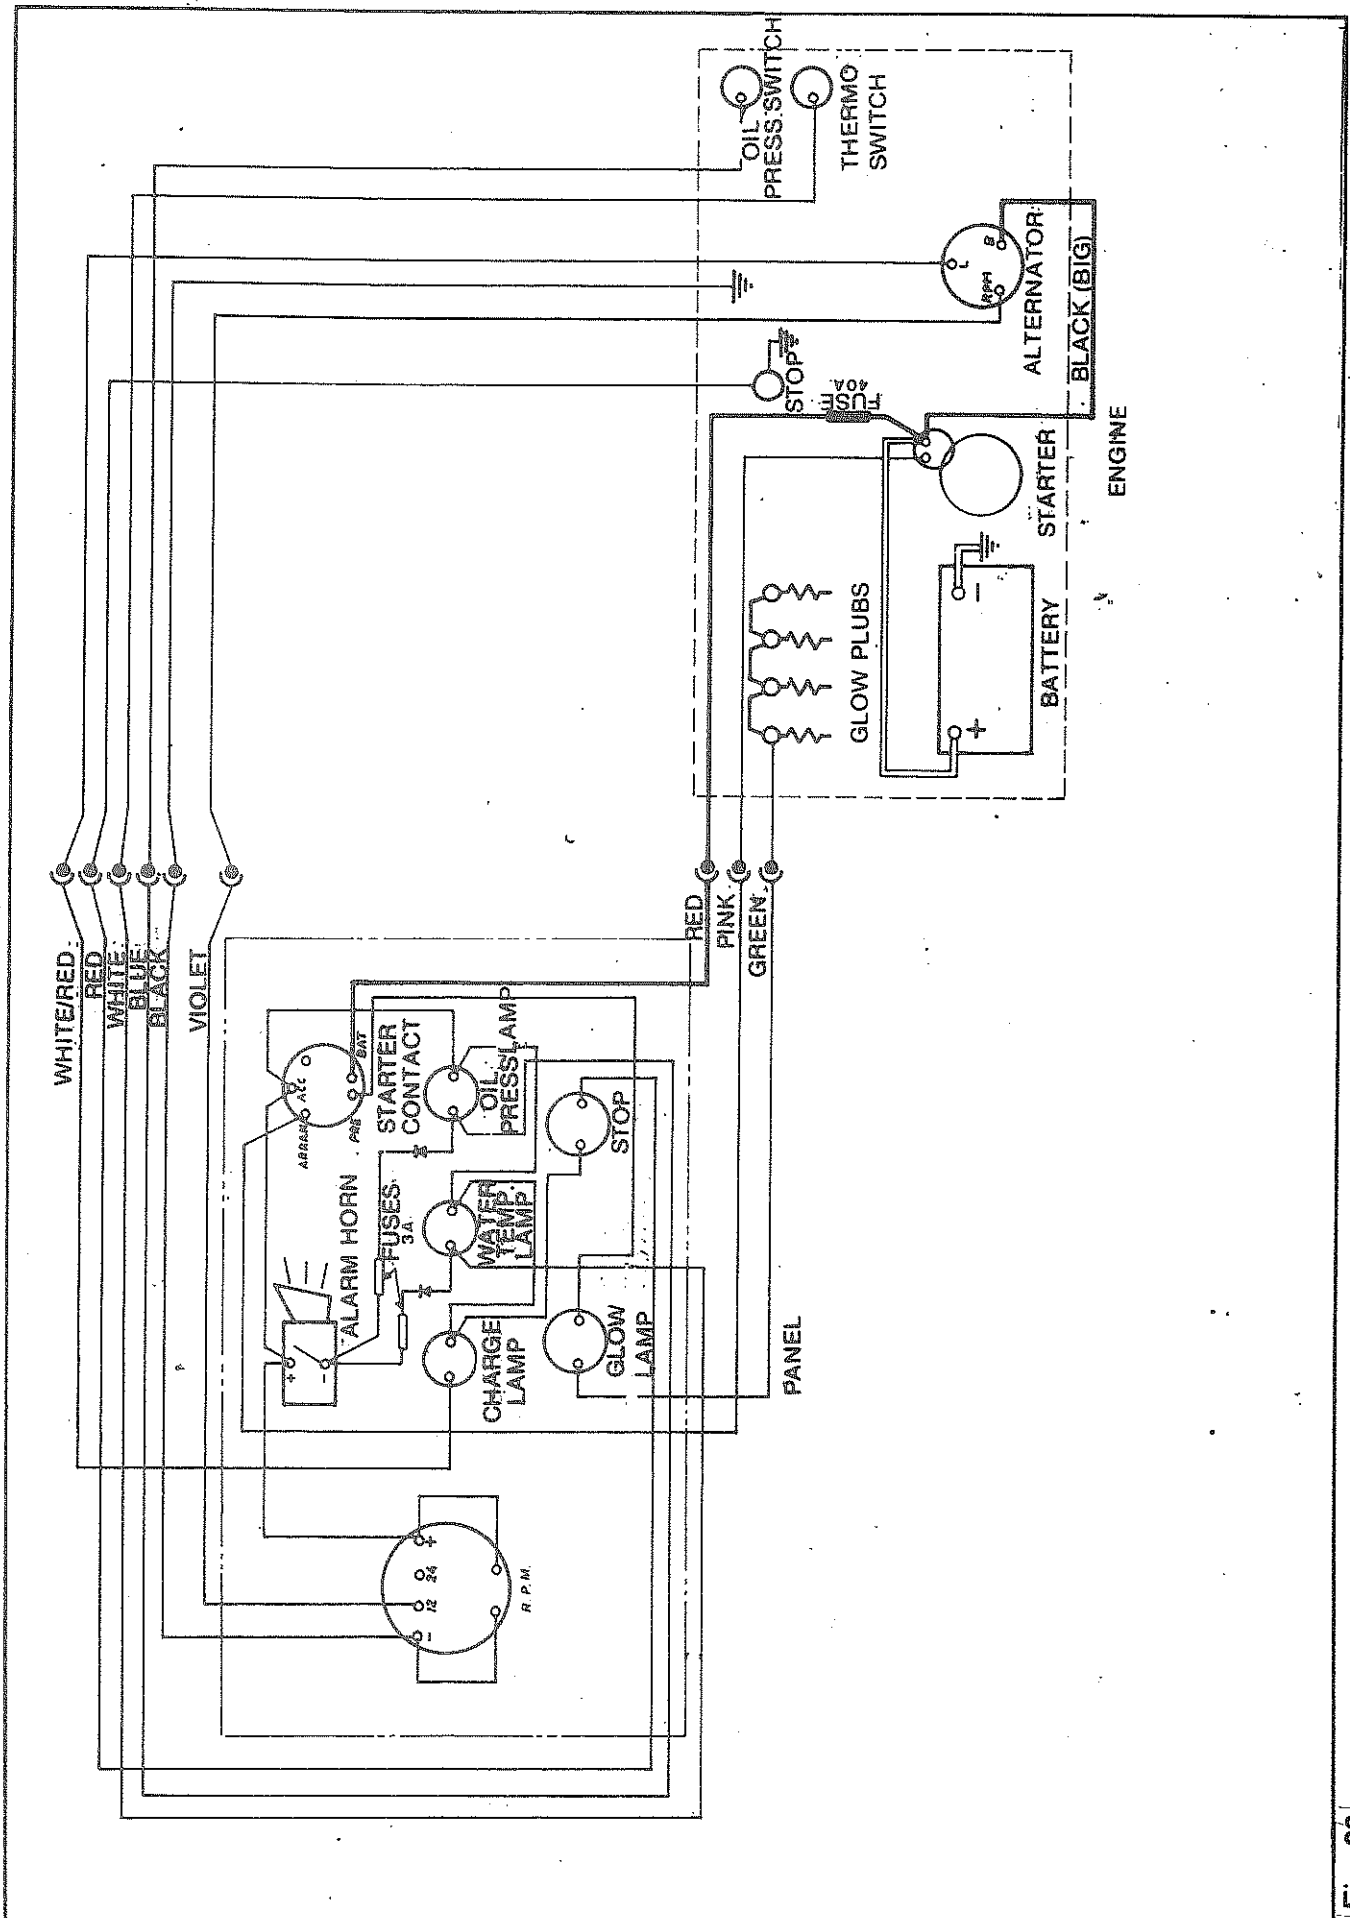 WHITE/RED
RED
WHITE
BLUE
BLACK
VIOLET
RED
PINK
GREEN
OIL
PRESS.SWITCH
THERMO
SWITCH
B
L
RPM
ALTERNATOR
BLACK (BIG)
STOP
FUSE
40A.
STARTER
ENGINE
GLOW PLUBS
+
-
BATTERY
ACC
BAT
PRE
STARTER
CONTACT
OIL
PRESS LAMP
STOP
ALARM HORN
+
-
FUSES
3A
WATER
TEMP.
LAMP
CHARGE
LAMP
GLOW
LAMP
PANEL
+
24
12
-
R.P.M.